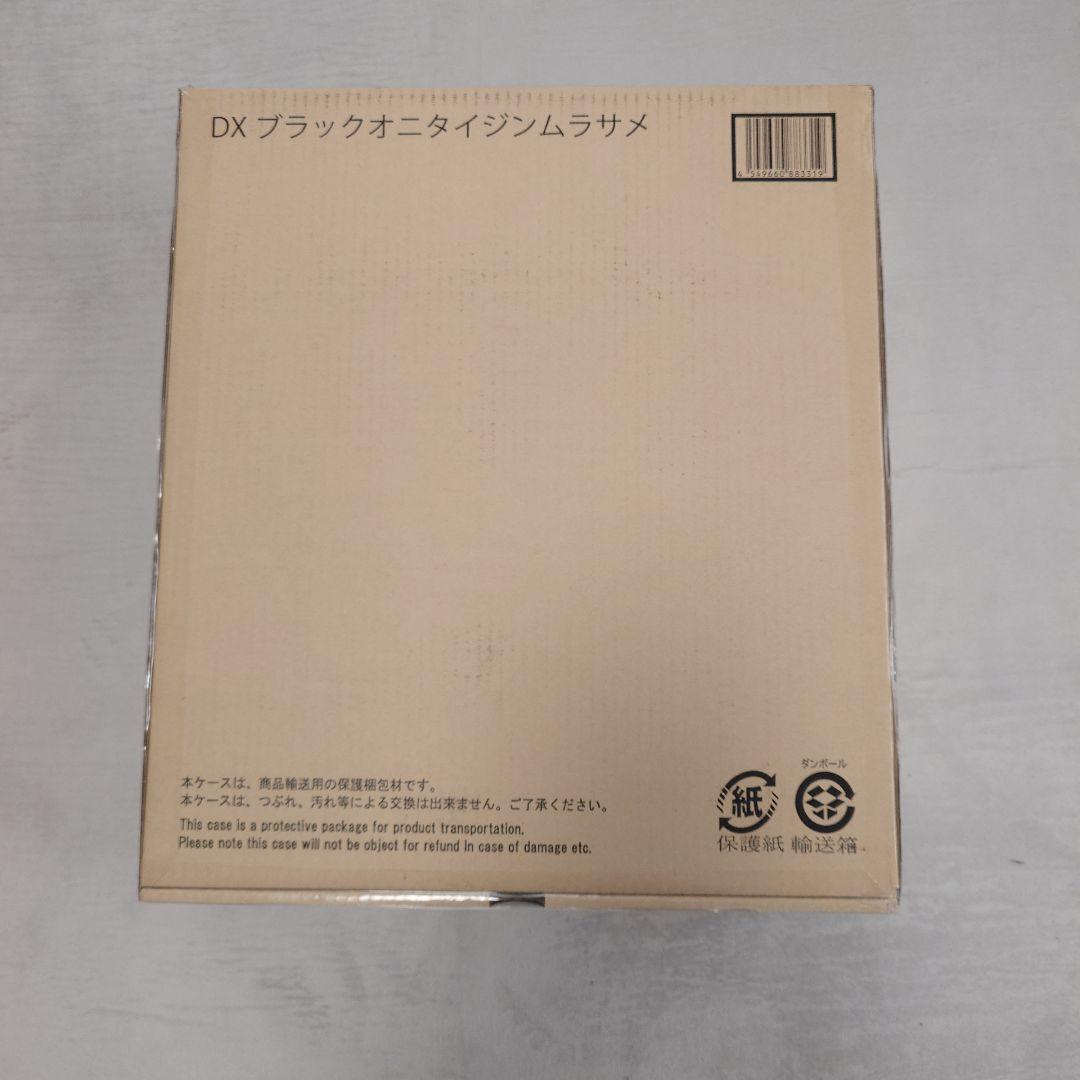 DX ブラックオニタイジンムラサメ
4 549660 883319
本ケースは、商品輸送用の保護梱包材です。
本ケースは、つぶれ、汚れ等による交換は出来ません。ご了承ください。
This case is a protective package for product transportation.
Please note this case will not be object for refund in case of damage etc.
ダンボール
紙
保護紙 輸送箱